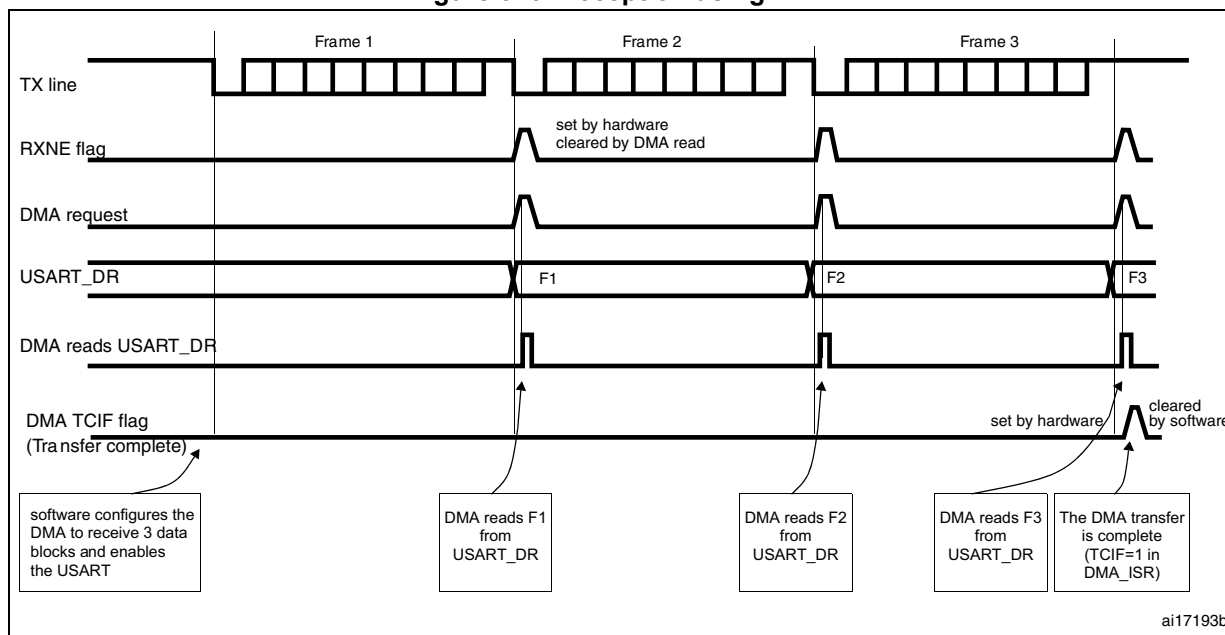 Frame 1
Frame 2
Frame 3
TX line
set by hardware
cleared by DMA read
RXNE flag
DMA request
USART_DR
F1
F2
F3
DMA reads USART_DR
DMA TCIF flag
(Transfer complete)
set by hardware
cleared
by software
software configures the
DMA to receive 3 data
blocks and enables
the USART
DMA reads F1
from
USART_DR
DMA reads F2
from
USART_DR
DMA reads F3
from
USART_DR
The DMA transfer
is complete
(TCIF=1 in
DMA_ISR)
ai17193b